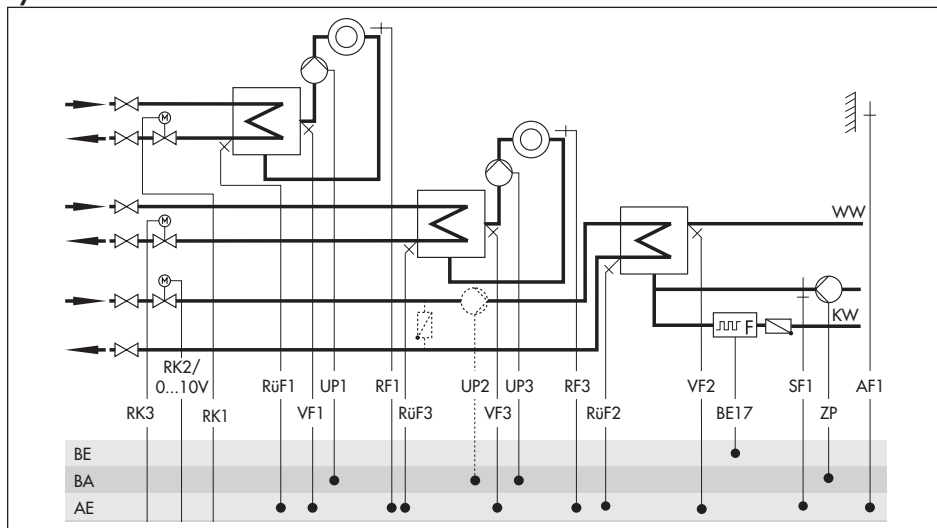 M
M
WW
M
KW
F
RK2/
0...10V
RüF1
UP1
RF1
UP2
UP3
RF3
VF2
SF1
AF1
RK3
RK1
VF1
RüF3
VF3
RüF2
BE17
ZP
BE
BA
AE